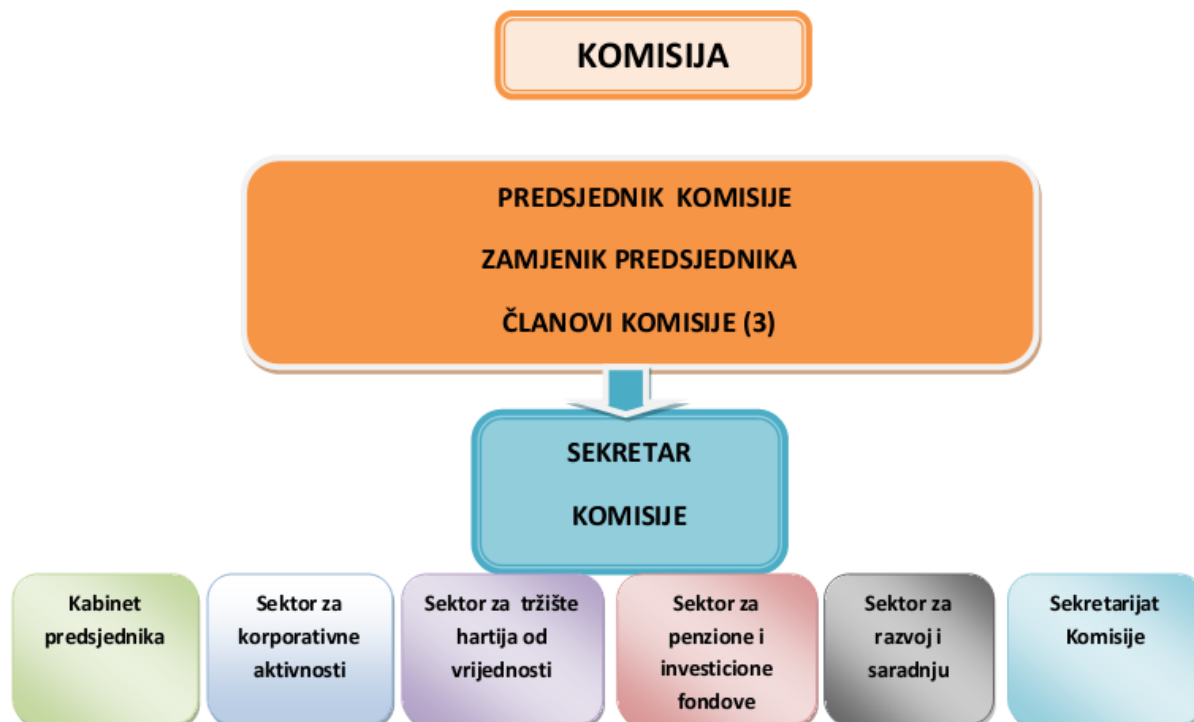 KOMISIJA
PREDSJEDNIK KOMISIJE
ZAMJENIK PREDSJEDNIKA
ČLANOVI KOMISIJE (3)
SEKRETAR
KOMISIJE
Kabinet
predsjednika
Sektor za
korporativne
aktivnosti
Sektor za tržište
hartija od
vrijednosti
Sektor za
penzione i
investicione
fondove
Sektor za
razvoj i
saradnju
Sekretarijat
Komisije